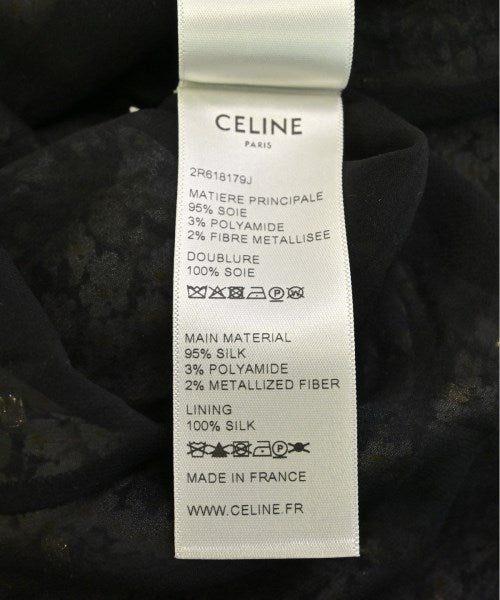 CELINE
PARIS
2R618179J
MATIERE PRINCIPALE
95% SOIE
3% POLYAMIDE
2% FIBRE METALLISEE
DOUBLURE
100% SOIE
MAIN MATERIAL
95% SILK
3% POLYAMIDE
2% METALLIZED FIBER
LINING
100% SILK
MADE IN FRANCE
WWW.CELINE.FR